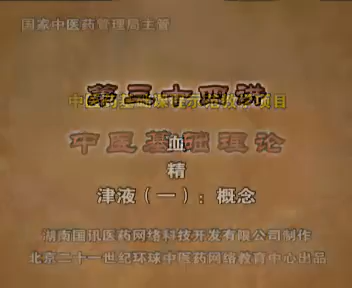 国家中医药管理局主管
第三十四讲
中医基础理论
血
精
津液（一）：概念
湖南国讯医药网络科技开发有限公司制作
北京二十一世纪环球中医药网络教育中心出品